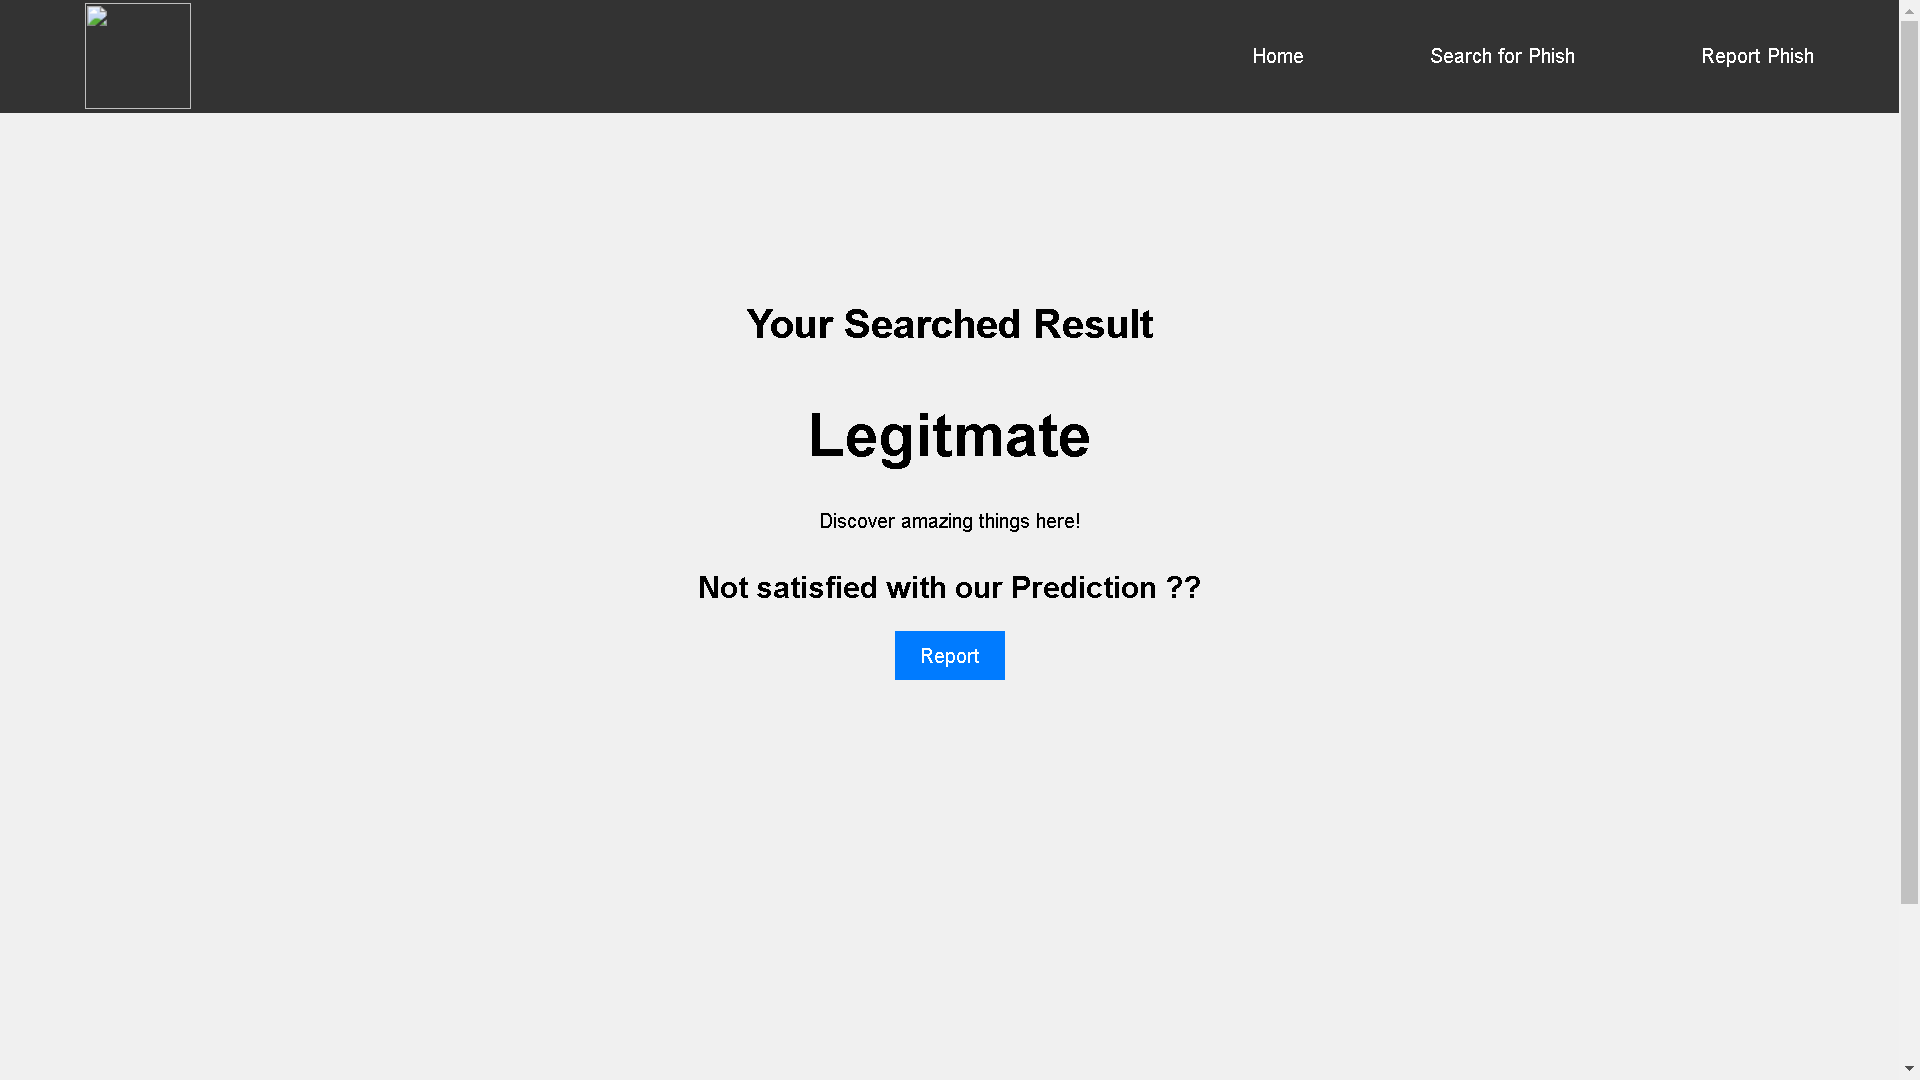 Home Search for Phish Report Phish
Your Searched Result
Legitmate
Discover amazing things here!
Not satisfied with our Prediction ??
Report